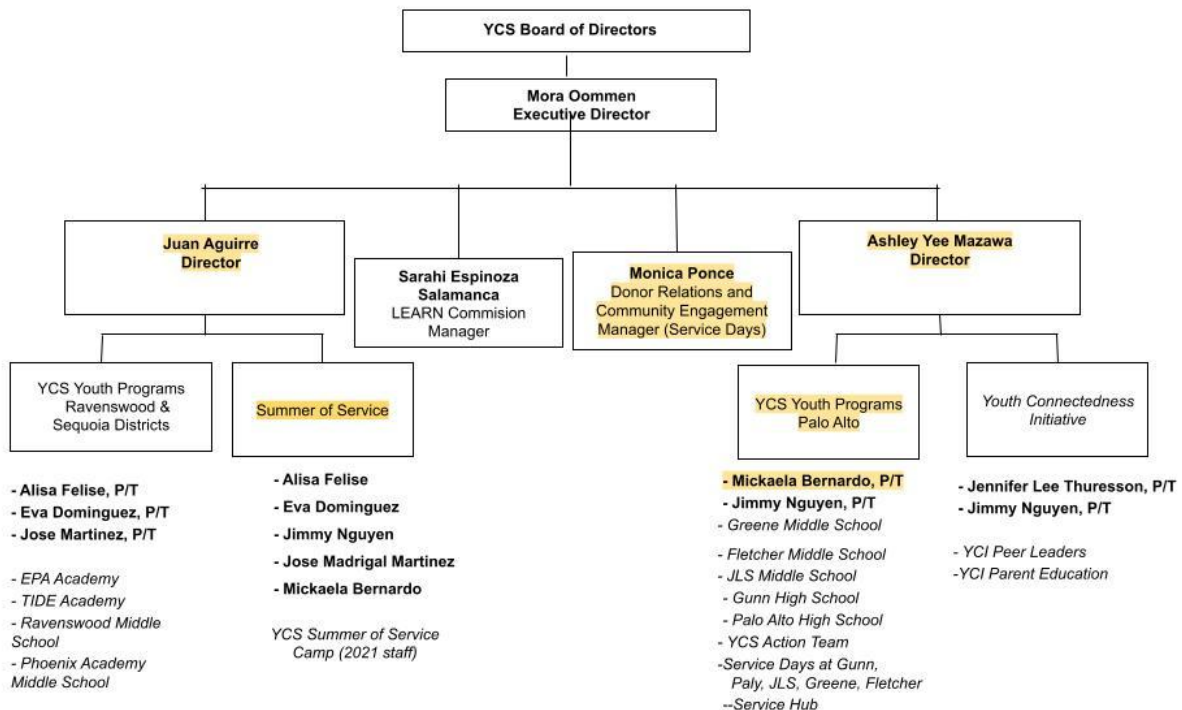 YCS Board of Directors
Mora Oommen
Executive Director
Juan Aguirre
Director
Sarahi Espinoza
Salamanca
LEARN Commision
Manager
Monica Ponce
Donor Relations and
Community Engagement
Manager (Service Days)
Ashley Yee Mazawa
Director
YCS Youth Programs
Ravenswood &
Sequoia Districts
Summer of Service
YCS Youth Programs
Palo Alto
Youth Connectedness
Initiative
- Alisa Felise, P/T
- Eva Dominguez, P/T
- Jose Martinez, P/T
- EPA Academy
- TIDE Academy
- Ravenswood Middle
School
- Phoenix Academy
Middle School
- Alisa Felise
- Eva Dominguez
- Jimmy Nguyen
- Jose Madrigal Martinez
- Mickaela Bernardo
YCS Summer of Service
Camp (2021 staff)
- Mickaela Bernardo, P/T
- Jimmy Nguyen, P/T
- Greene Middle School
- Fletcher Middle School
- JLS Middle School
- Gunn High School
- Palo Alto High School
- YCS Action Team
-Service Days at Gunn,
Paly, JLS, Greene, Fletcher
--Service Hub
- Jennifer Lee Thuresson, P/T
- Jimmy Nguyen, P/T
- YCI Peer Leaders
-YCI Parent Education